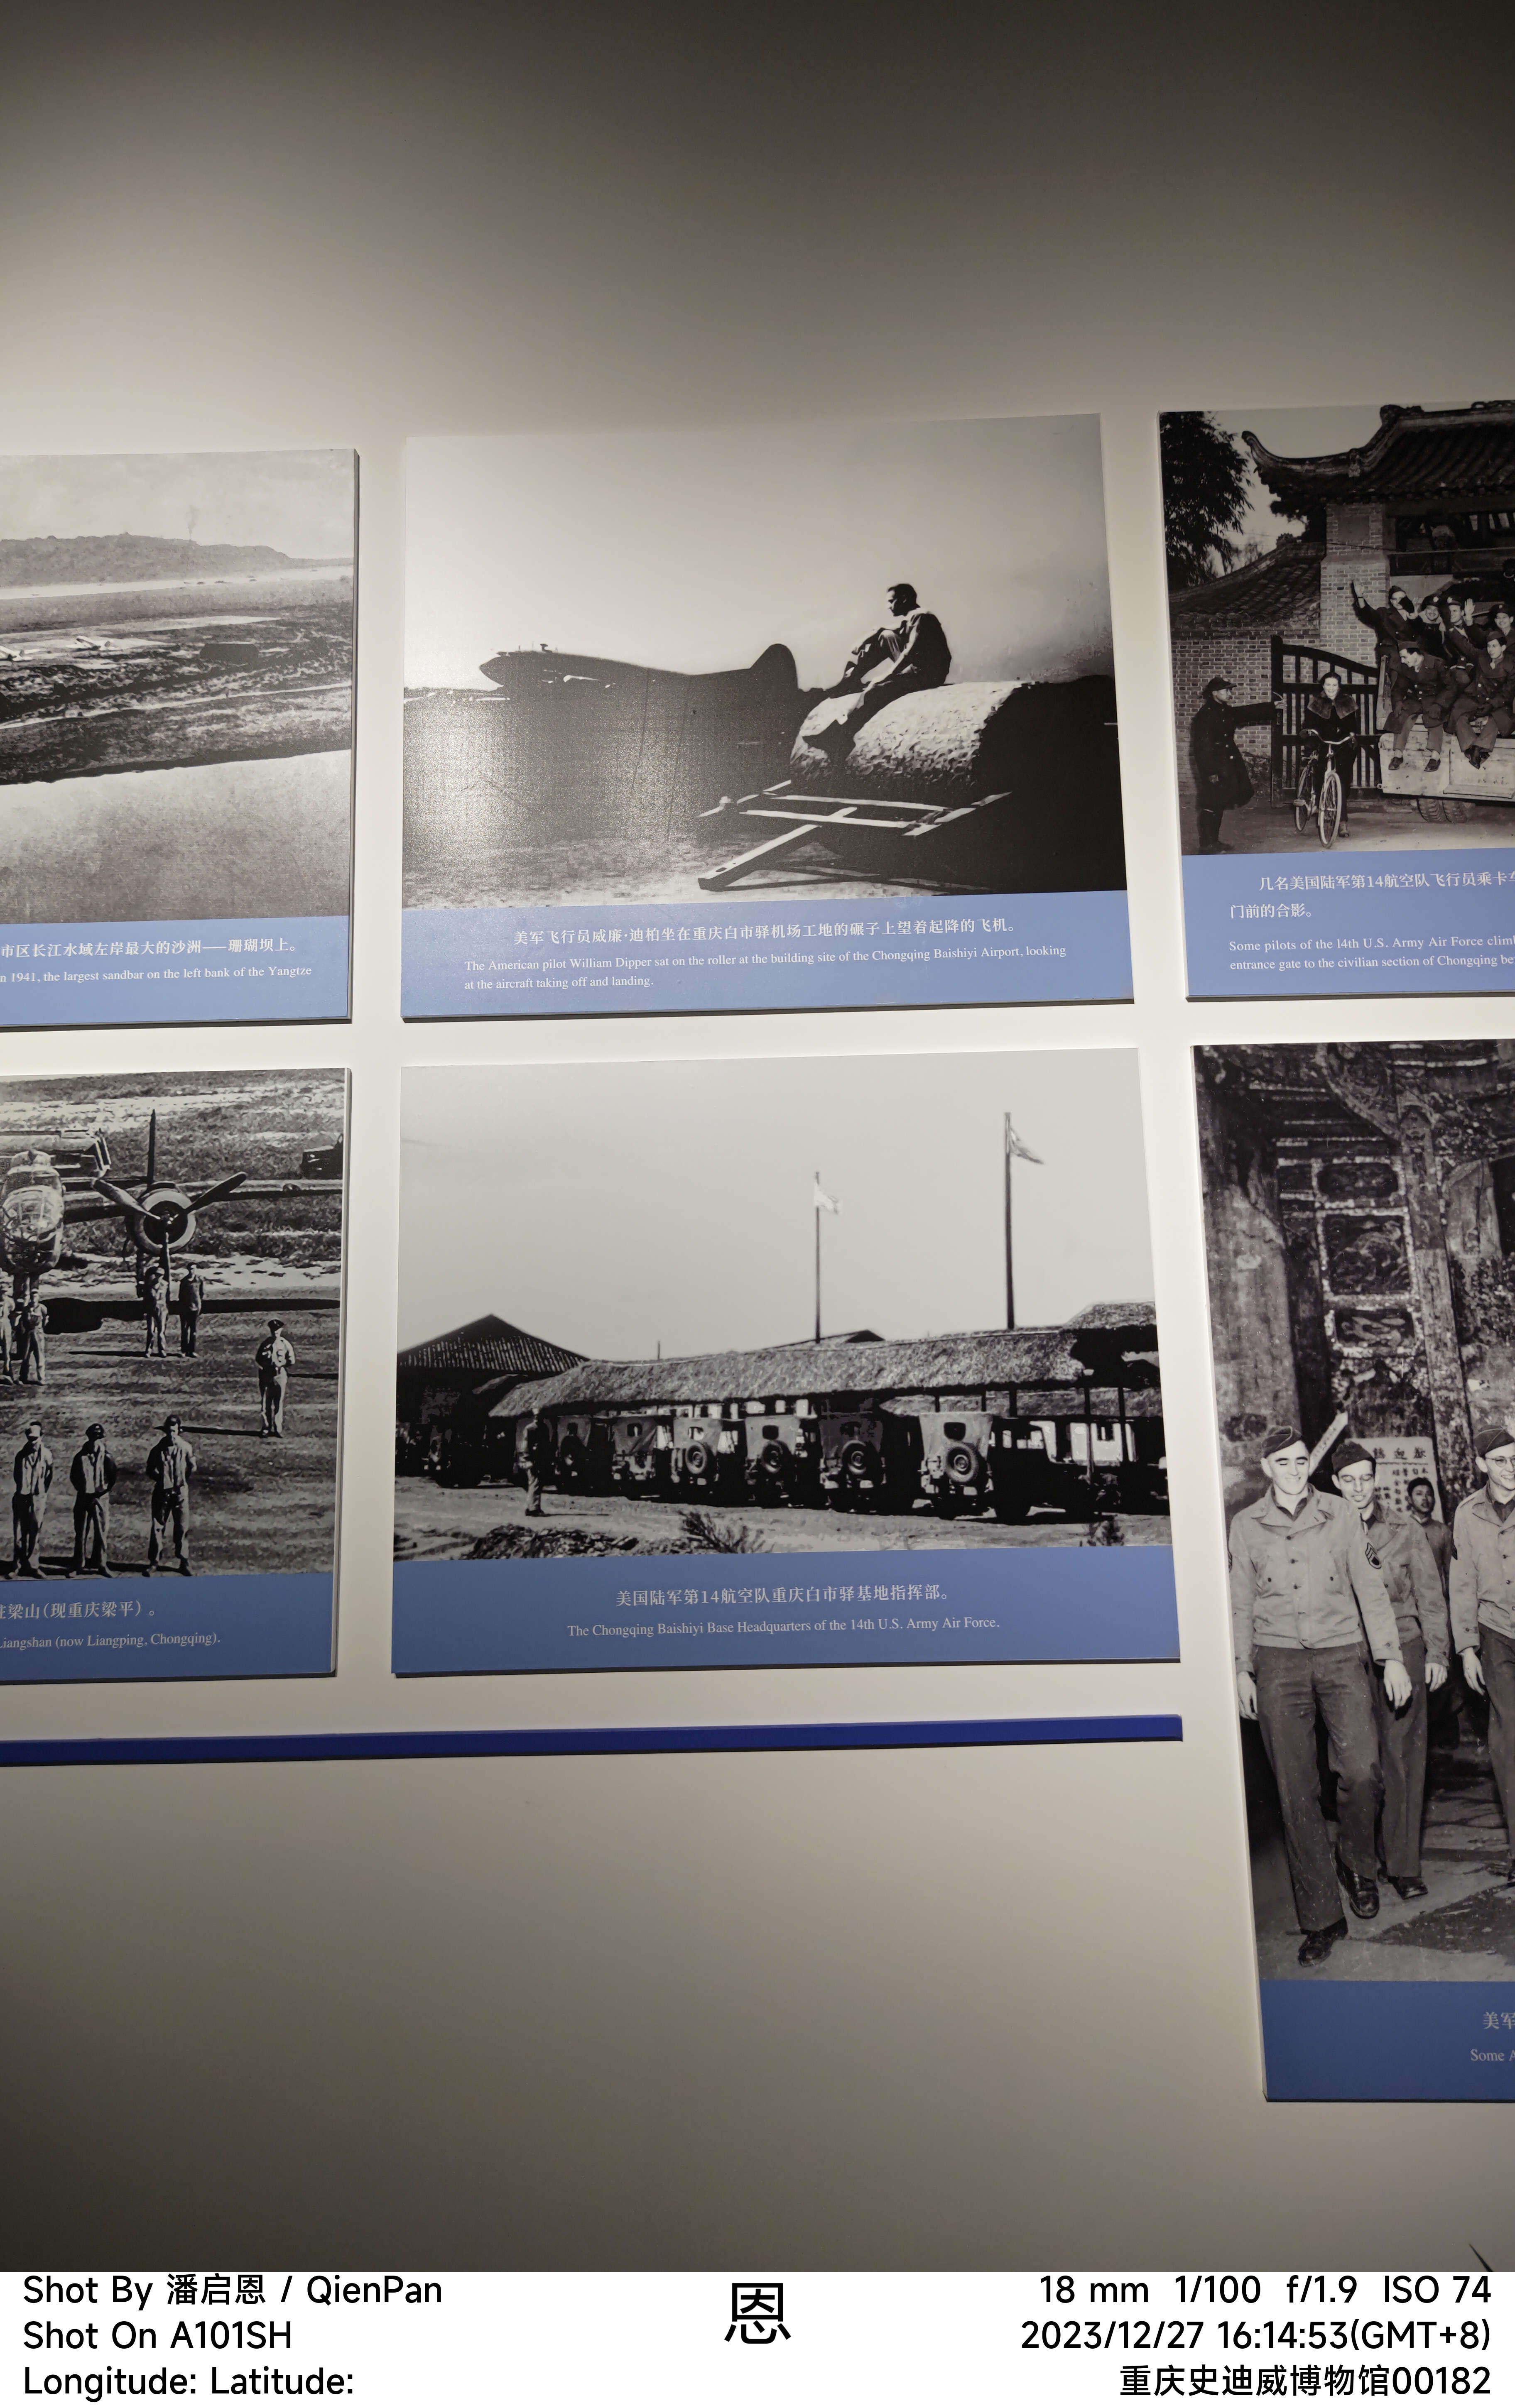 市区长江水域左岸最大的沙洲——珊瑚坝上。
n 1941, the largest sandbar on the left bank of the Yangtze
美军飞行员威廉·迪柏坐在重庆白市驿机场工地的碾子上望着起降的飞机。
The American pilot William Dipper sat on the roller at the building site of the Chongqing Baishiyi Airport, looking
at the aircraft taking off and landing.
几名美国陆军第14航空队飞行员乘卡车
门前的合影。
Some pilots of the 14th U.S. Army Air Force climb
entrance gate to the civilian section of Chongqing be
驻梁山（现重庆梁平）。
Liangshan (now Liangping, Chongqing).
美国陆军第14航空队重庆白市驿基地指挥部。
The Chongqing Baishiyi Base Headquarters of the 14th U.S. Army Air Force.
美军
Some A
Shot By 潘启恩 / QienPan
Shot On A101SH
Longitude: Latitude:
恩
18 mm 1/100 f/1.9 ISO 74
2023/12/27 16:14:53(GMT+8)
重庆史迪威博物馆00182